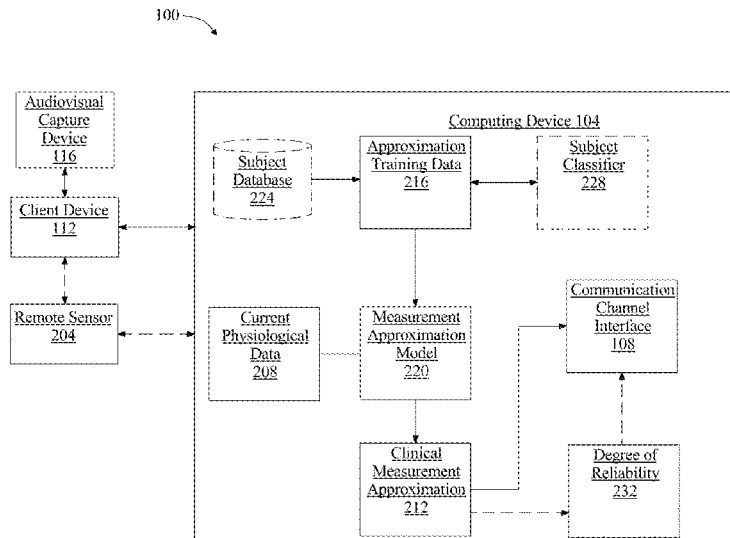 100
Audiovisual
Capture
Device
116
Client Device
112
Remote Sensor
204
Computing Device 104
Subject
Database
224
Approximation
Training Data
216
Subject
Classifier
228
Current
Physiological
Data
208
Measurement
Approximation
Model
220
Communication
Channel
Interface
108
Clinical
Measurement
Approximation
212
Degree of
Reliability
232